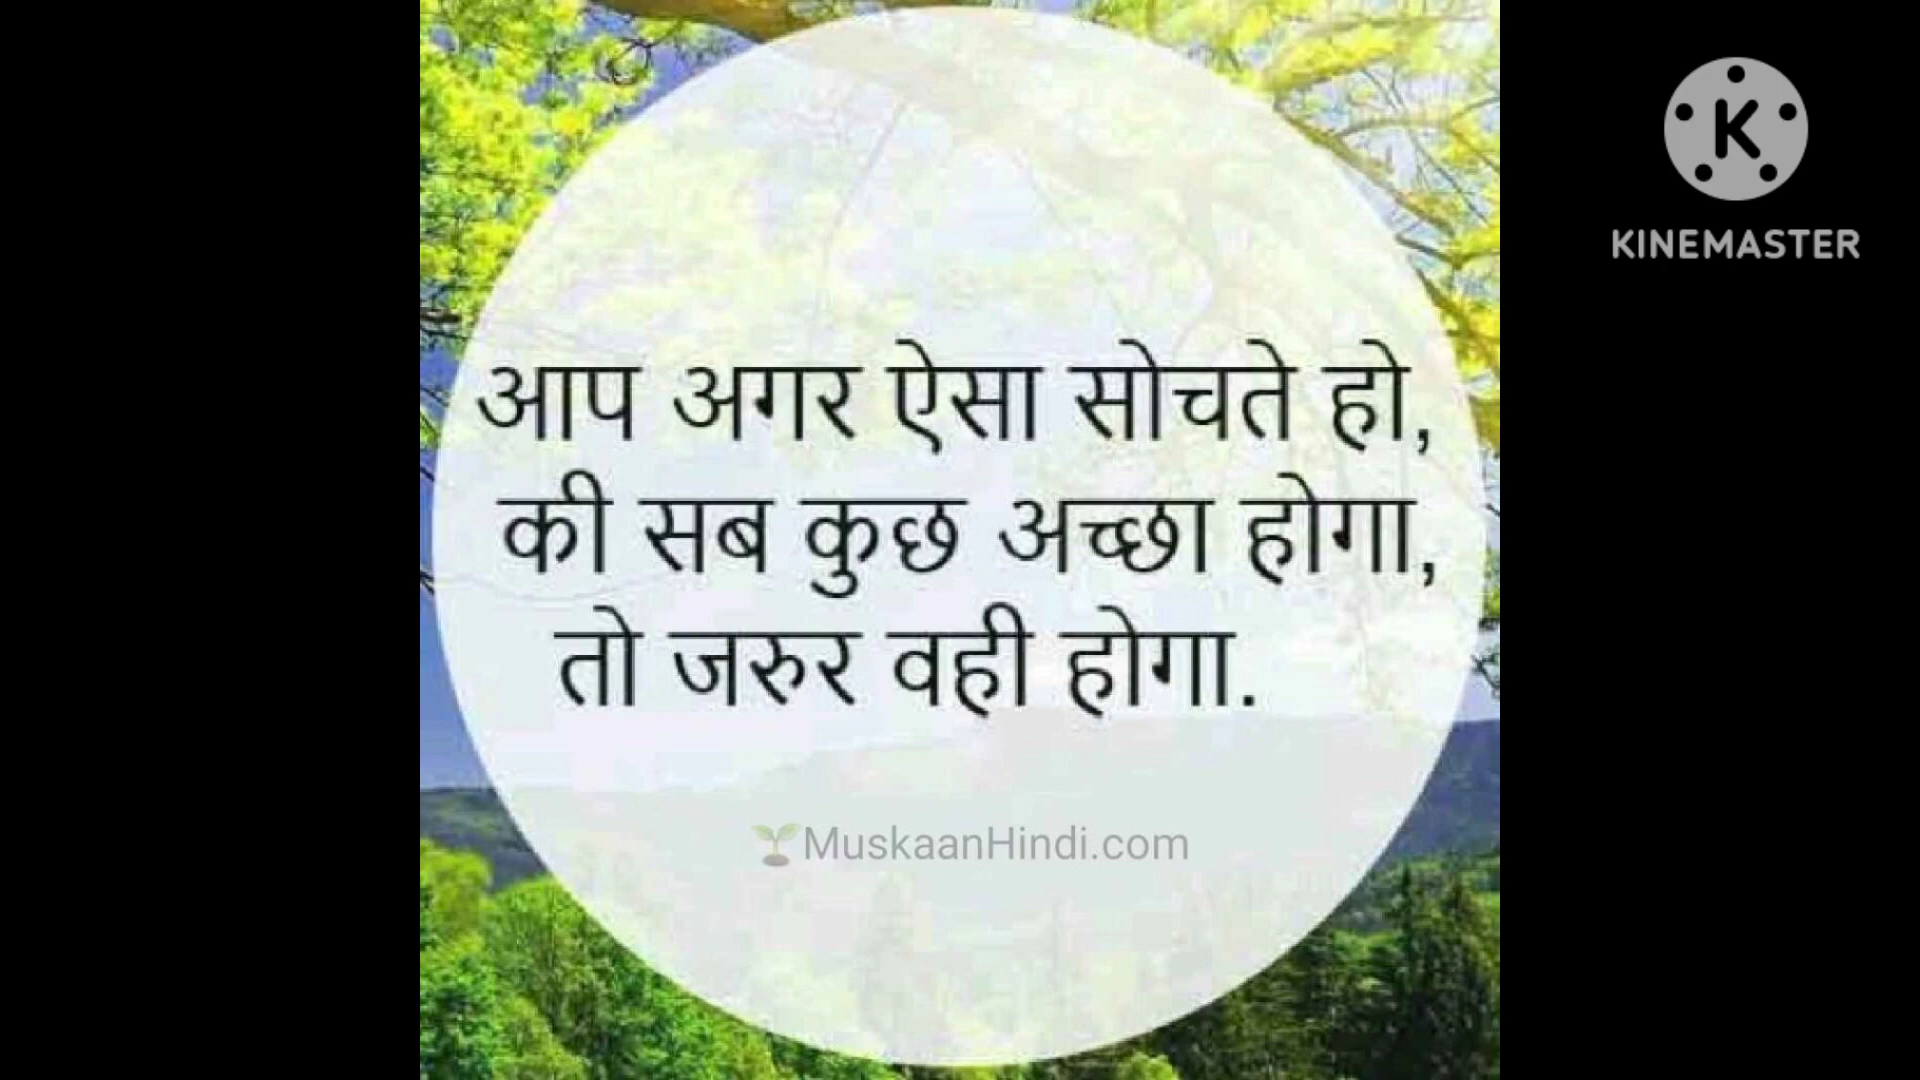 आप अगर ऐसा सोचते हो,
की सब कुछ अच्छा होगा,
तो जरुर वही होगा.
MuskaanHindi.com
K
KINEMASTER